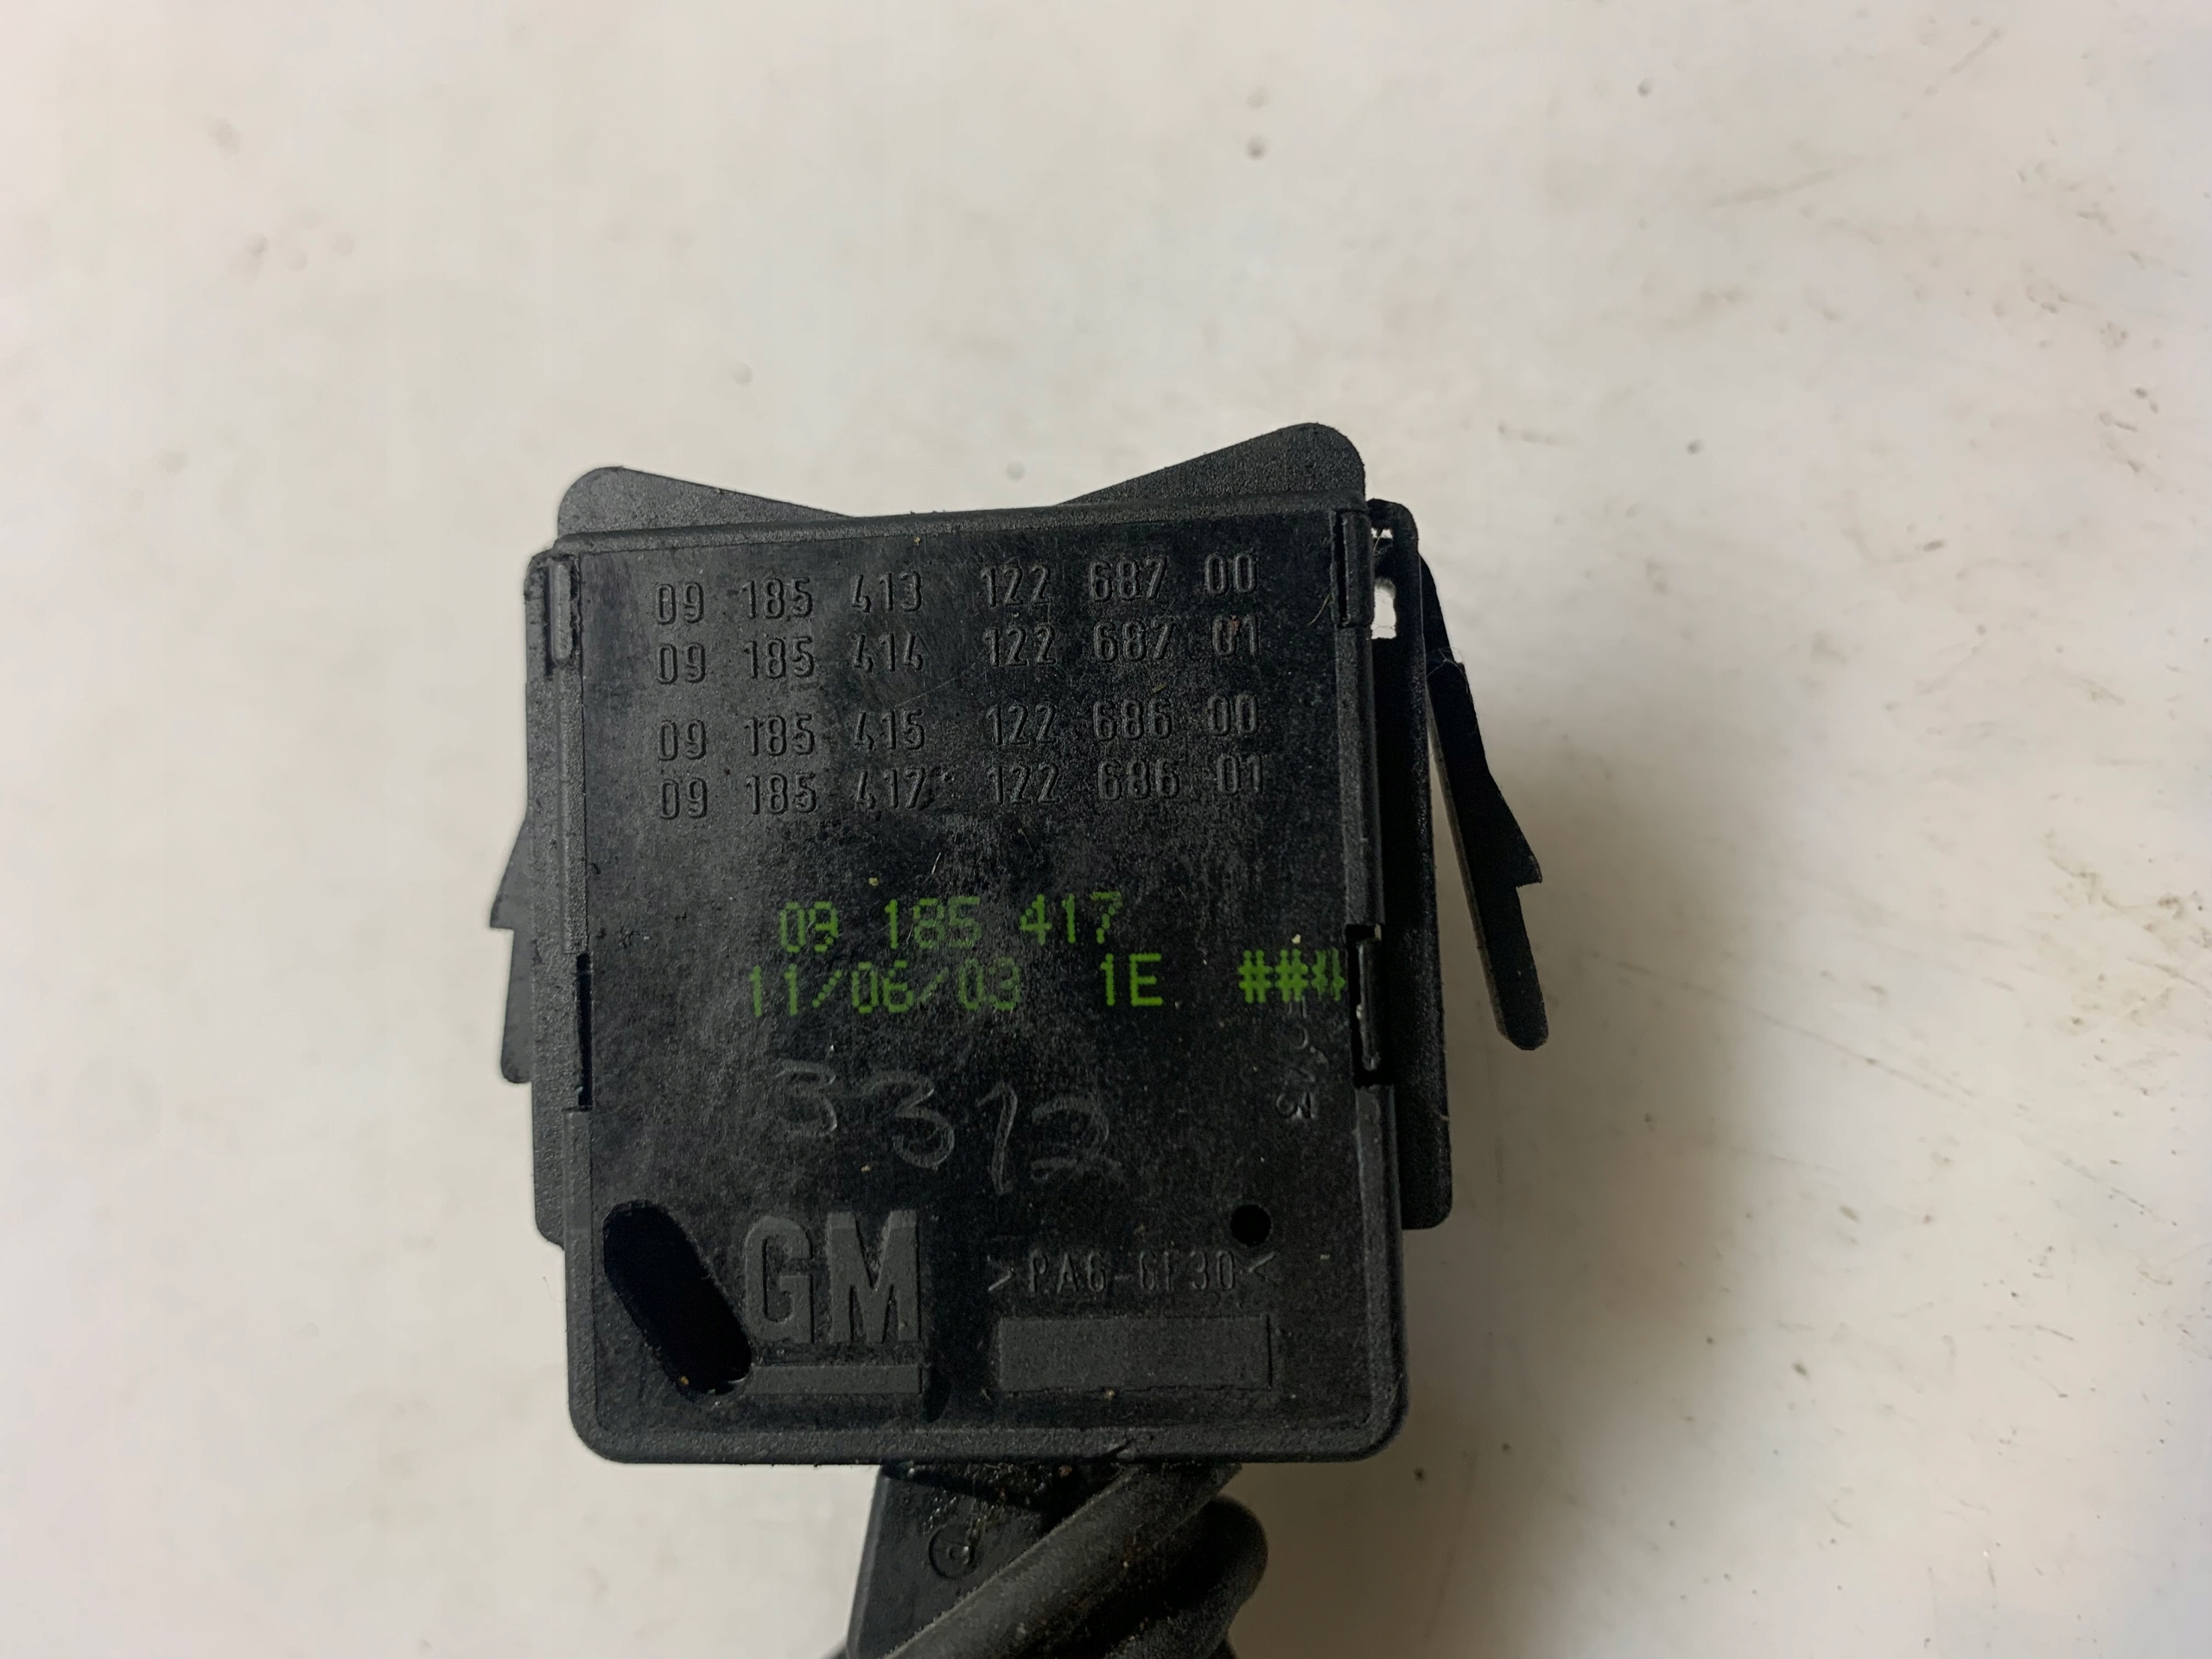 09 185 413 122 687 00
09 185 414 122 687 01
09 185 415 122 686 00
09 185 417 122 686 01
09 185 417
11/06/03 1E ###
3312
GM
>PA6-GF30<